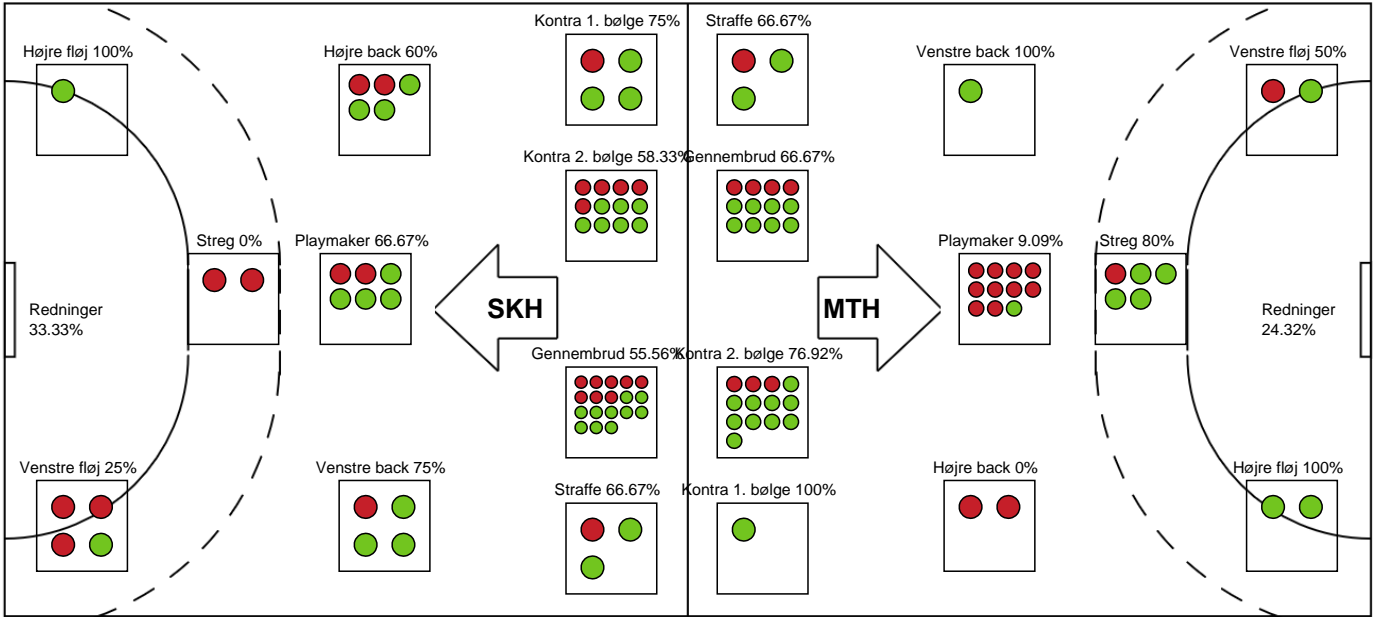 Kontra 1. bølge 75%
Straffe 66.67%
Højre fløj 100%
Højre back 60%
Venstre back 100%
Venstre fløj 50%
Kontra 2. bølge 58.33%
Gennembrud 66.67%
Streg 0%
Playmaker 66.67%
Playmaker 9.09%
Streg 80%
Redninger
33.33%
SKH
MTH
Redninger
24.32%
Gennembrud 55.56%
Kontra 2. bølge 76.92%
Venstre fløj 25%
Venstre back 75%
Højre back 0%
Højre fløj 100%
Straffe 66.67%
Kontra 1. bølge 100%